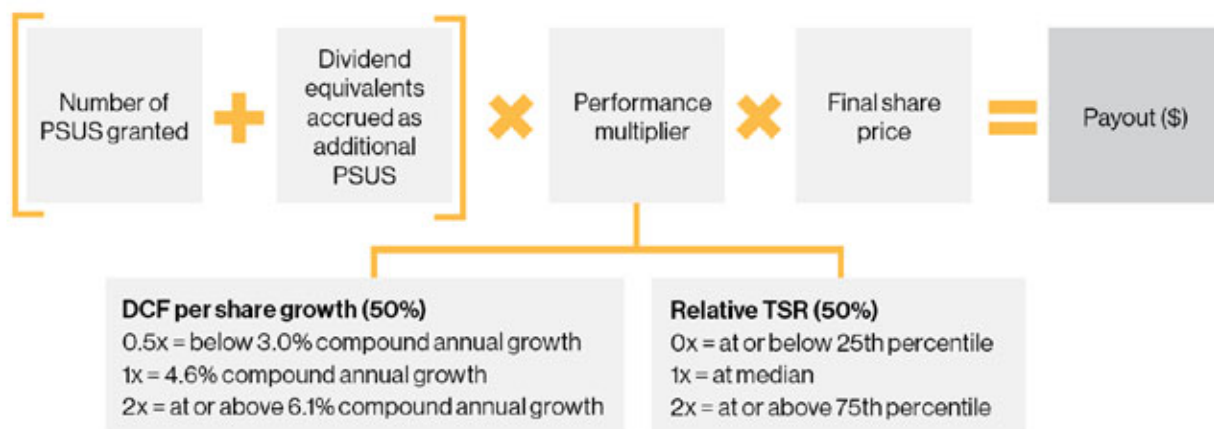 Number of
PSUS granted
+
Dividend
equivalents
accrued as
additional
PSUS
×
Performance
multiplier
×
Final share
price
=
Payout ($)
DCF per share growth (50%)
0.5x = below 3.0% compound annual growth
1x = 4.6% compound annual growth
2x = at or above 6.1% compound annual growth
Relative TSR (50%)
0x = at or below 25th percentile
1x = at median
2x = at or above 75th percentile